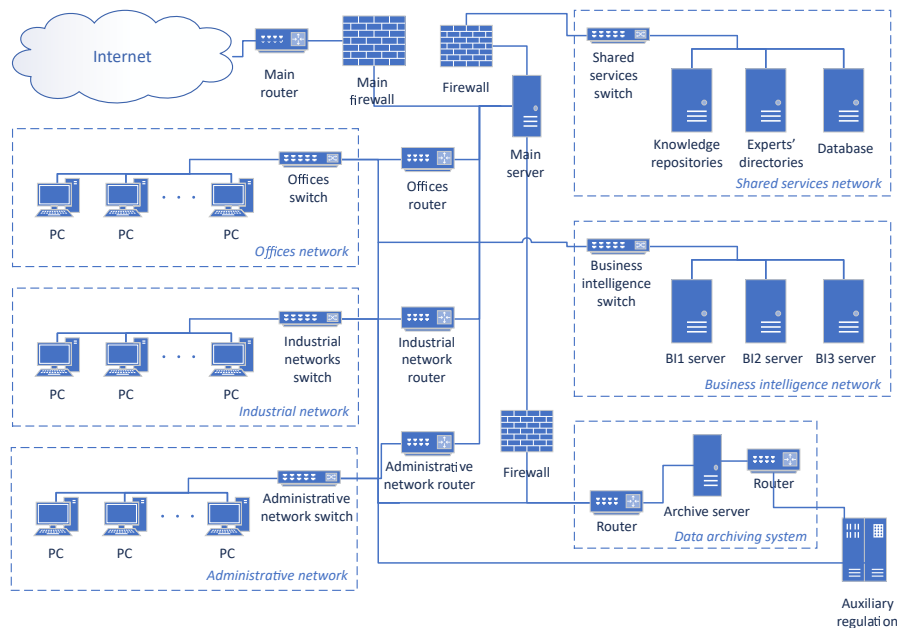 Internet
Main
router
Main
firewall
Firewall
Main
server
Shared
services
switch
Knowledge
repositories
Experts'
directories
Database
Shared services network
PC
PC
. . .
PC
Offices
switch
Offices network
Offices
router
Business
intelligence
switch
BI1 server
BI2 server
BI3 server
Business intelligence network
PC
PC
. . .
PC
Industrial
networks
switch
Industrial network
Industrial
network
router
PC
PC
. . .
PC
Administrative
network switch
Administrative network
Administrative
network router
Firewall
Router
Archive server
Router
Data archiving system
Auxiliary
regulation